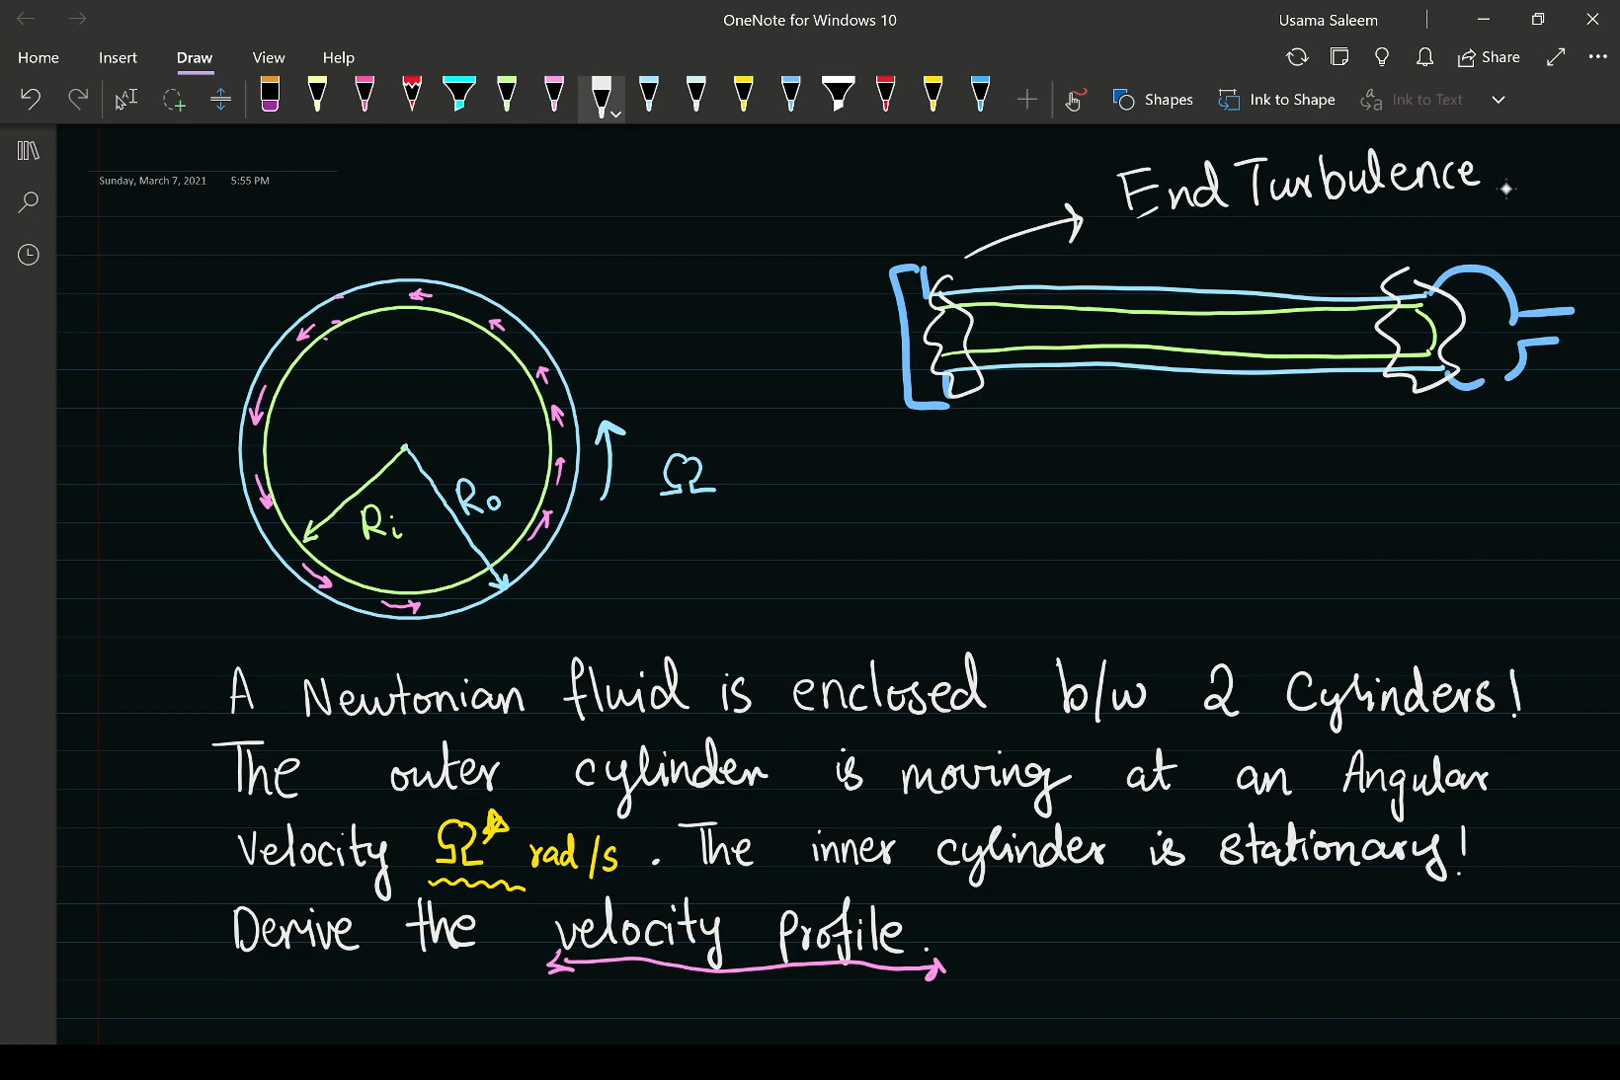 OneNote for Windows 10
Usama Saleem
Home Insert Draw View Help
Share
Shapes Ink to Shape Ink to Text
Sunday, March 7, 2021 5:55 PM
End Turbulence
Ri
Ro
Ω
A Newtonian fluid is enclosed b/w 2 Cylinders!
The outer cylinder is moving at an Angular
Velocity Ω rad/s. The inner cylinder is stationary!
Derive the velocity Profile.